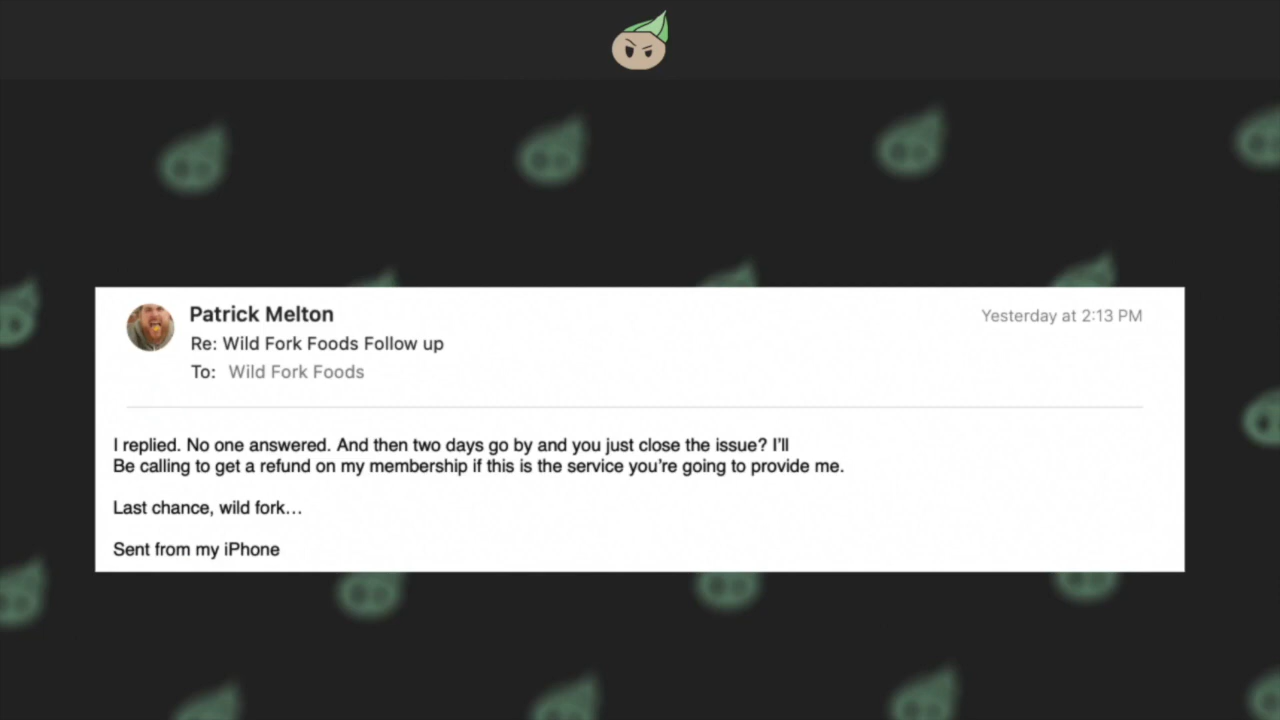 Patrick Melton
Yesterday at 2:13 PM
Re: Wild Fork Foods Follow up
To: Wild Fork Foods
I replied. No one answered. And then two days go by and you just close the issue? I’ll
Be calling to get a refund on my membership if this is the service you’re going to provide me.
Last chance, wild fork…
Sent from my iPhone